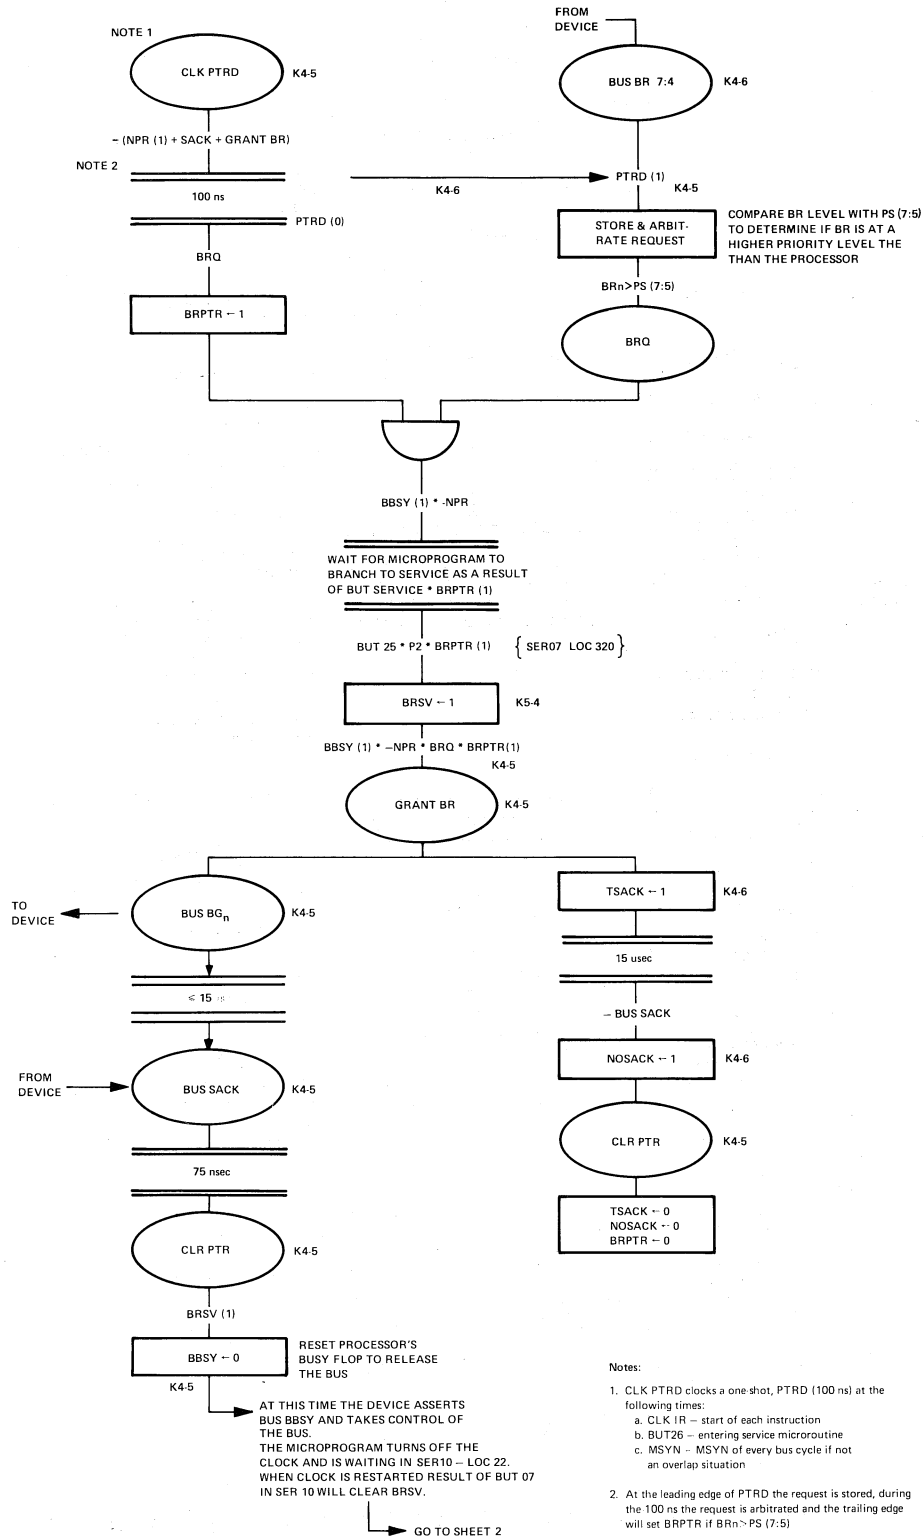 NOTE 1
CLK PTRD
K4-5
– (NPR (1) + SACK + GRANT BR)
NOTE 2
100 ns
PTRD (0)
BRQ
BRPTR ← 1
FROM
DEVICE
BUS BR 7:4
K4-6
K4-6
PTRD (1)
K4-5
STORE & ARBIT-
RATE REQUEST
COMPARE BR LEVEL WITH PS (7:5)
TO DETERMINE IF BR IS AT A
HIGHER PRIORITY LEVEL THE
THAN THE PROCESSOR
BRn>PS (7:5)
BRQ
BBSY (1) * -NPR
WAIT FOR MICROPROGRAM TO
BRANCH TO SERVICE AS A RESULT
OF BUT SERVICE * BRPTR (1)
BUT 25 * P2 * BRPTR (1)
{ SER07 LOC 320 }
BRSV ← 1
K5-4
BBSY (1) * –NPR * BRQ * BRPTR(1)
K4-5
GRANT BR
K4-5
TO
DEVICE
BUS BGn
K4-5
≤ 15
FROM
DEVICE
BUS SACK
K4-5
75 nsec
CLR PTR
K4-5
BRSV (1)
BBSY ← 0
K4-5
RESET PROCESSOR'S
BUSY FLOP TO RELEASE
THE BUS
AT THIS TIME THE DEVICE ASSERTS
BUS BBSY AND TAKES CONTROL OF
THE BUS.
THE MICROPROGRAM TURNS OFF THE
CLOCK AND IS WAITING IN SER10 – LOC 22.
WHEN CLOCK IS RESTARTED RESULT OF BUT 07
IN SER 10 WILL CLEAR BRSV.
GO TO SHEET 2
TSACK ← 1
K4-6
15 usec
– BUS SACK
NOSACK ← 1
K4-6
CLR PTR
K4-5
TSACK ← 0
NOSACK ← 0
BRPTR ← 0
Notes:
1. CLK PTRD clocks a one-shot, PTRD (100 ns) at the
following times:
a. CLK IR – start of each instruction
b. BUT26 – entering service microroutine
c. MSYN – MSYN of every bus cycle if not
an overlap situation
2. At the leading edge of PTRD the request is stored, during
the 100 ns the request is arbitrated and the trailing edge
will set BRPTR if BRn>PS (7:5)